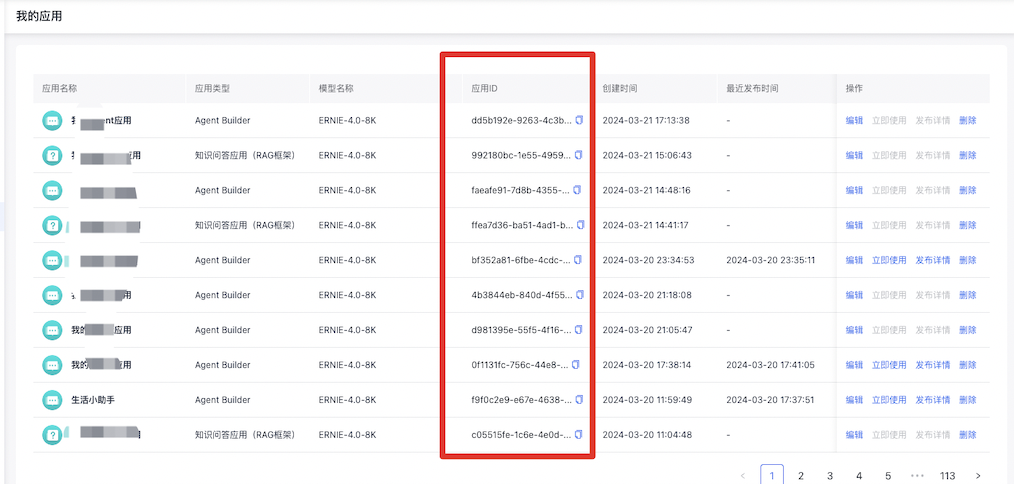 我的应用
应用名称 应用类型 模型名称 应用ID 创建时间 最近发布时间 操作
nt应用 Agent Builder ERNIE-4.0-8K dd5b192e-9263-4c3b... 2024-03-21 17:13:38 - 编辑 立即使用 发布详情 删除
应用 知识问答应用（RAG框架） ERNIE-4.0-8K 992180bc-1e55-4959... 2024-03-21 15:06:43 - 编辑 立即使用 发布详情 删除
Agent Builder ERNIE-4.0-8K faeafe91-7d8b-4355-... 2024-03-21 14:48:16 - 编辑 立即使用 发布详情 删除
知识问答应用（RAG框架） ERNIE-4.0-8K ffea7d36-ba51-4ad1-b... 2024-03-21 14:41:17 - 编辑 立即使用 发布详情 删除
Agent Builder ERNIE-4.0-8K bf352a81-6fbe-4cdc-... 2024-03-20 23:34:53 2024-03-20 23:35:11 编辑 立即使用 发布详情 删除
用 Agent Builder ERNIE-4.0-8K 4b3844eb-840d-4f55... 2024-03-20 21:18:08 - 编辑 立即使用 发布详情 删除
我的 应用 Agent Builder ERNIE-4.0-8K d981395e-55f5-4f16-... 2024-03-20 21:05:47 - 编辑 立即使用 发布详情 删除
我的 应用 Agent Builder ERNIE-4.0-8K 0f1131fc-756c-44e8-... 2024-03-20 17:38:14 2024-03-20 17:41:05 编辑 立即使用 发布详情 删除
生活小助手 Agent Builder ERNIE-4.0-8K f9f0c2e9-e67e-4638-... 2024-03-20 11:59:49 2024-03-20 17:37:51 编辑 立即使用 发布详情 删除
知识问答应用（RAG框架） ERNIE-4.0-8K c05515fe-1c6e-4e0d-... 2024-03-20 11:04:48 - 编辑 立即使用 发布详情 删除
< 1 2 3 4 5 ••• 113 >